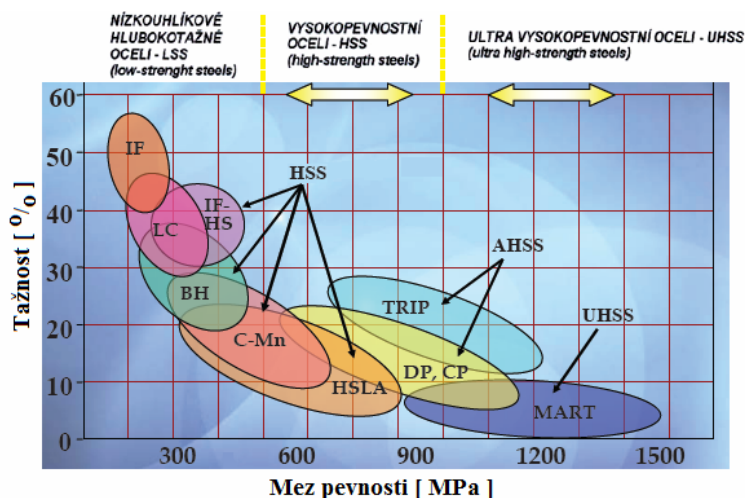 NÍZKOUHLÍKOVÉ
HLUBOKOTAŽNÉ
OCELI - LSS
(low-strenght steels)
VYSOKOPEVNOSTNÍ
OCELI - HSS
(high-strength steels)
ULTRA VYSOKOPEVNOSTNÍ OCELI - UHSS
(ultra high-strength steels)
60
50
40
30
20
10
0
Tažnost [ % ]
IF
IF-
HS
LC
BH
C-Mn
HSLA
HSS
TRIP
AHSS
DP, CP
UHSS
MART
300
600
900
1200
1500
Mez pevnosti [ MPa ]